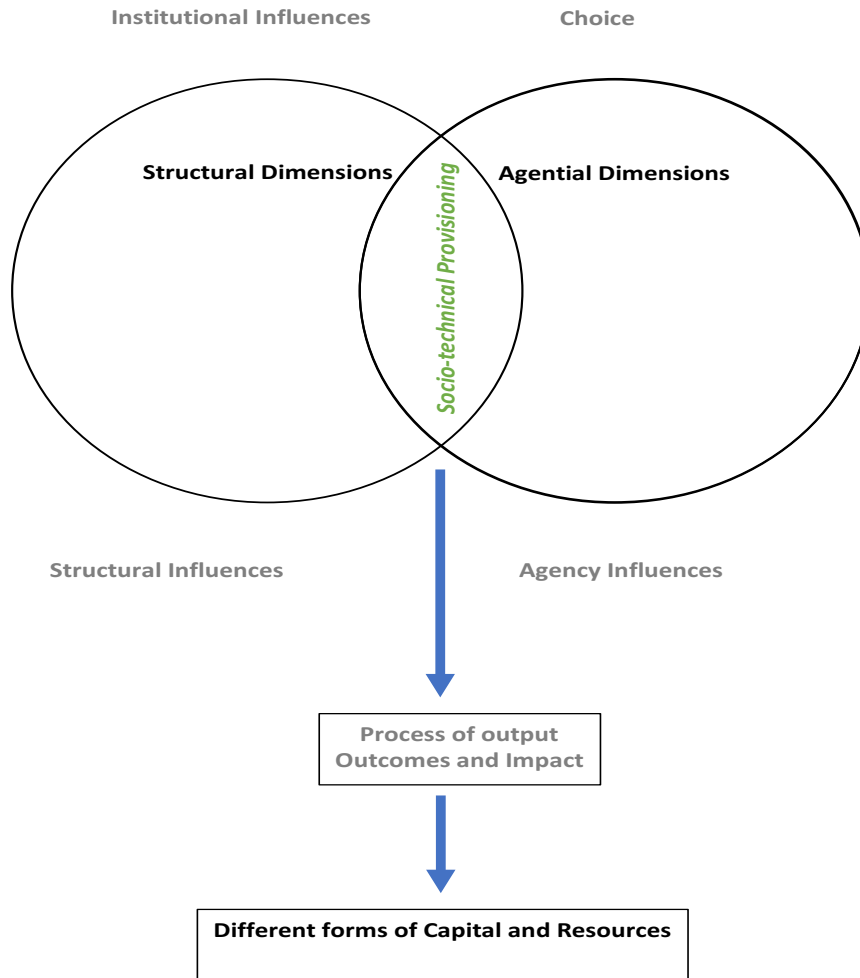 Institutional Influences
Choice
Structural Dimensions
Socio-technical Provisioning
Agential Dimensions
Structural Influences
Agency Influences
Process of output
Outcomes and Impact
Different forms of Capital and Resources